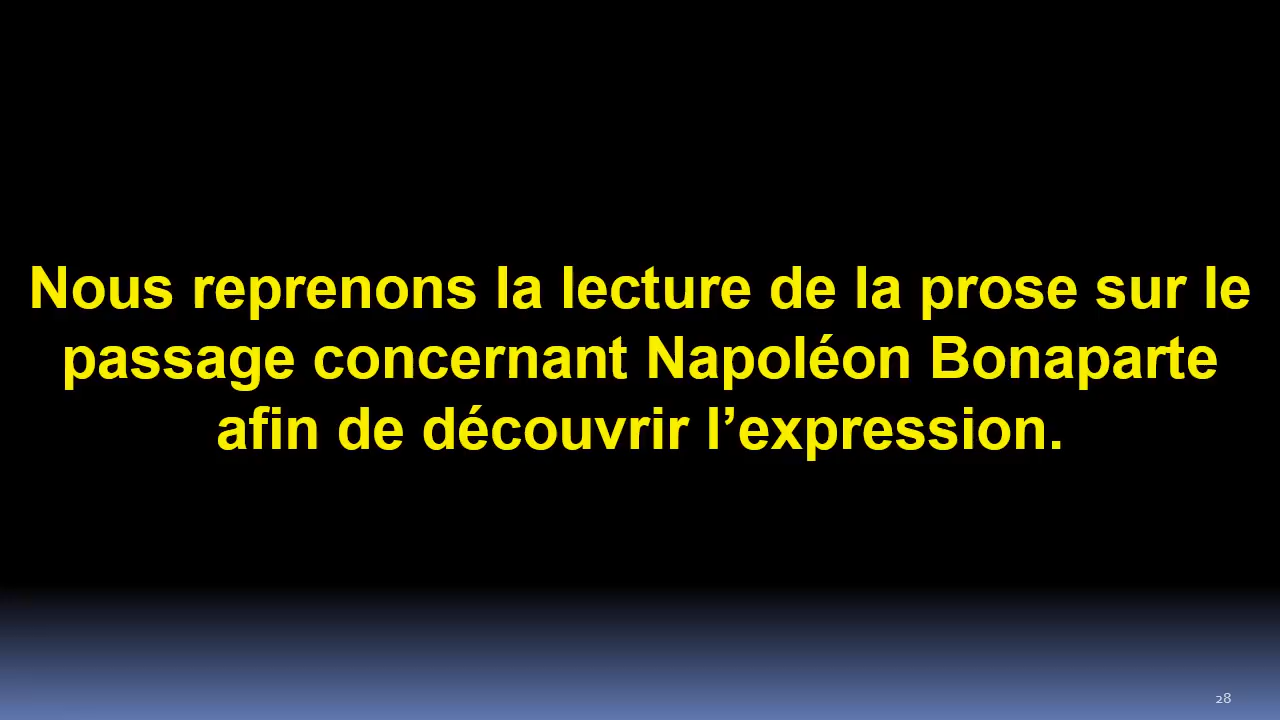 Nous reprenons la lecture de la prose sur le
passage concernant Napoléon Bonaparte
afin de découvrir l’expression.
28